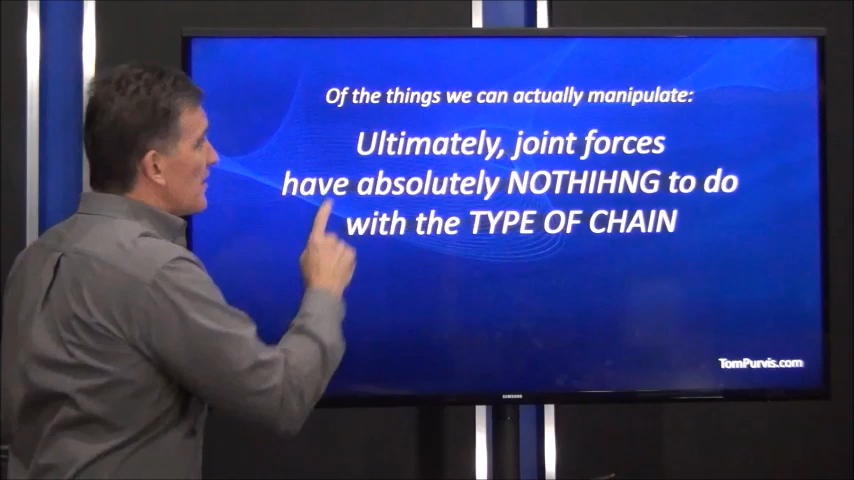 Of the things we can actually manipulate:
Ultimately, joint forces
have absolutely NOTHIHNG to do
with the TYPE OF CHAIN
TomPurvis.com
SAMSUNG